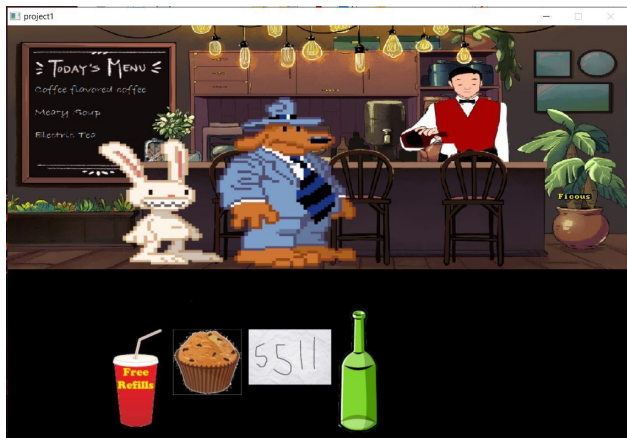 project1
TODAY'S MENU
Coffee flavored coffee
Meaty Soup
Electric Tea
Ficous
Free
Refills
5511